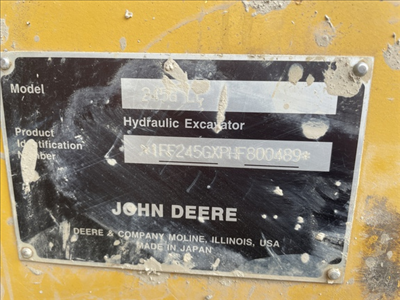 Model
Hydraulic Excavator
Product
Identification
Number
*1FF245GXPHF800489*
JOHN DEERE
DEERE & COMPANY MOLINE, ILLINOIS, USA
MADE IN JAPAN